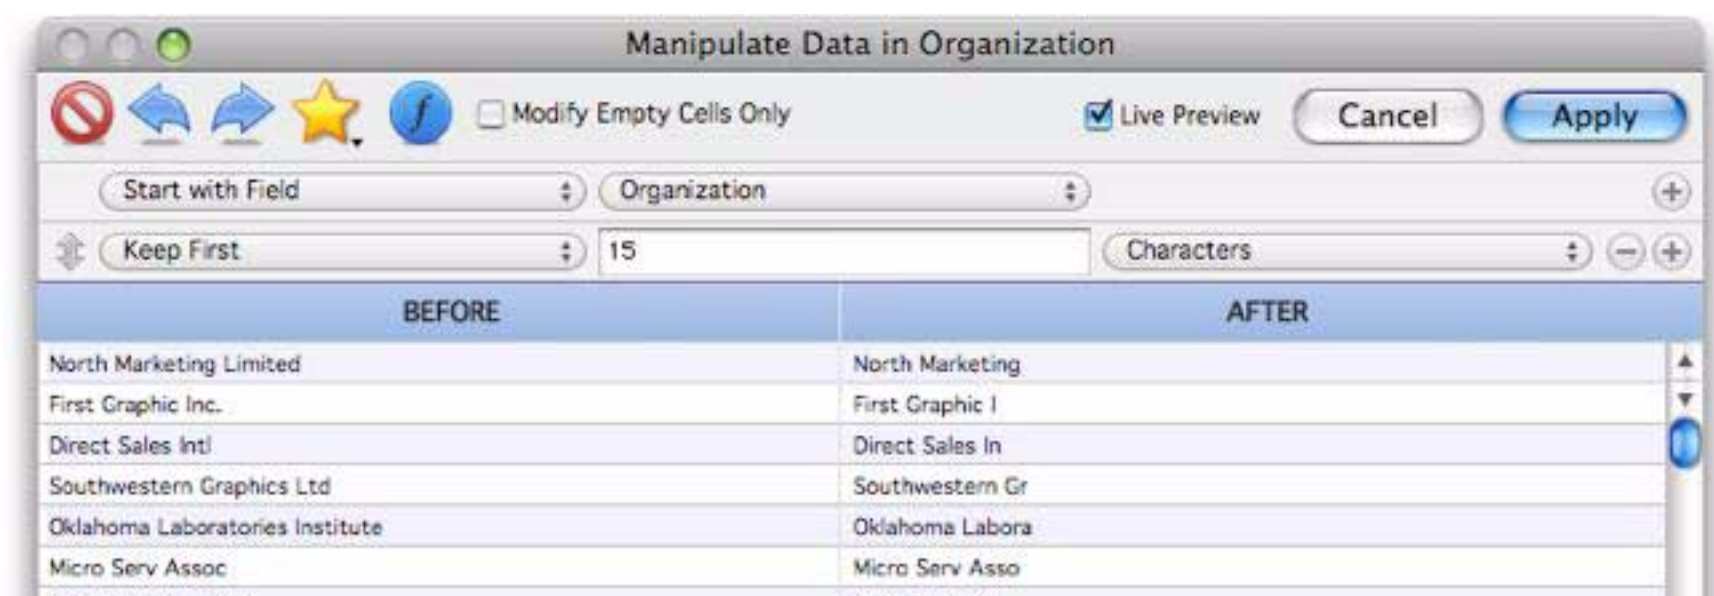 Manipulate Data in Organization
Modify Empty Cells Only
Live Preview
Cancel
Apply
Start with Field
Organization
Keep First
15
Characters
BEFORE
AFTER
North Marketing Limited
North Marketing
First Graphic Inc.
First Graphic I
Direct Sales Intl
Direct Sales In
Southwestern Graphics Ltd
Southwestern Gr
Oklahoma Laboratories Institute
Oklahoma Labora
Micro Serv Assoc
Micro Serv Asso